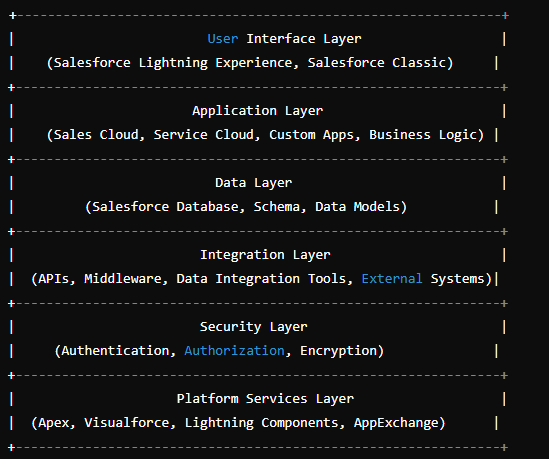 User Interface Layer
(Salesforce Lightning Experience, Salesforce Classic)
Application Layer
(Sales Cloud, Service Cloud, Custom Apps, Business Logic)
Data Layer
(Salesforce Database, Schema, Data Models)
Integration Layer
(APIs, Middleware, Data Integration Tools, External Systems)
Security Layer
(Authentication, Authorization, Encryption)
Platform Services Layer
(Apex, Visualforce, Lightning Components, AppExchange)